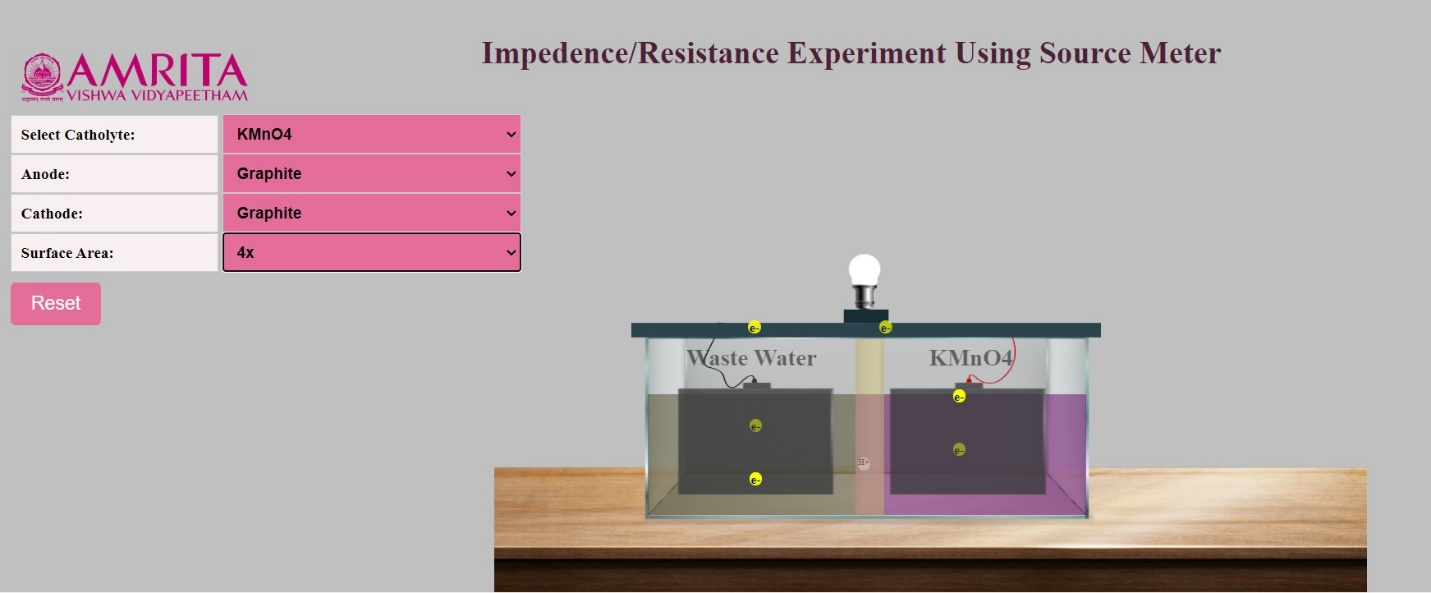 Impedence/Resistance Experiment Using Source Meter
AMRITA
VISHWA VIDYAPEETHAM
Select Catholyte: KMnO4
Anode: Graphite
Cathode: Graphite
Surface Area: 4x
Reset
e- e-
Waste Water KMnO4
e-
e- e-
H+
e-